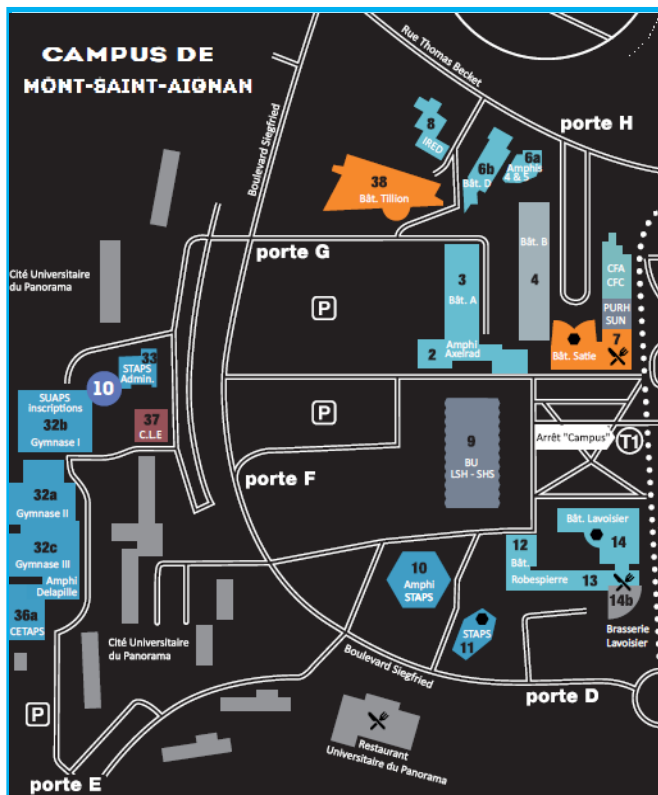 CAMPUS DE
MONT-SAINT-AIGNAN
Rue Thomas Becket
Boulevard Siegfried
porte H
8
IRED
6b
Bât. D
6a
Amphis
4 & 5
38
Bât. Tillion
porte G
Cité Universitaire
du Panorama
P
3
Bât. A
Bât. B
4
CFA
CFC
PURH
SUN
7
Bât. Satie
2
Amphi
Axelrad
33
STAPS
Admin.
10
SUAPS
inscriptions
32b
Gymnase I
37
C.L.E
P
9
BU
LSH - SHS
Arrêt "Campus"
T1
porte F
32a
Gymnase II
32c
Gymnase III
Amphi
Delapille
36a
CETAPS
Bât. Lavoisier
14
12
Bât.
Robespierre
13
14b
Brasserie
Lavoisier
10
Amphi
STAPS
STAPS
11
Cité Universitaire
du Panorama
Boulevard Siegfried
porte D
P
Restaurant
Universitaire du Panorama
porte E